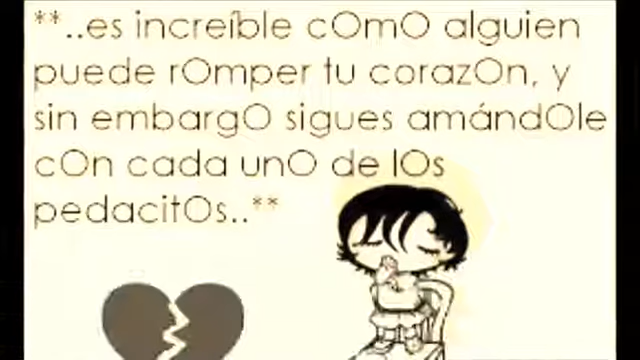 **..es increíble cOmO alguien
puede rOmper tu corazOn, y
sin embargO sigues amándOle
cOn cada unO de lOs
pedacitOs..**